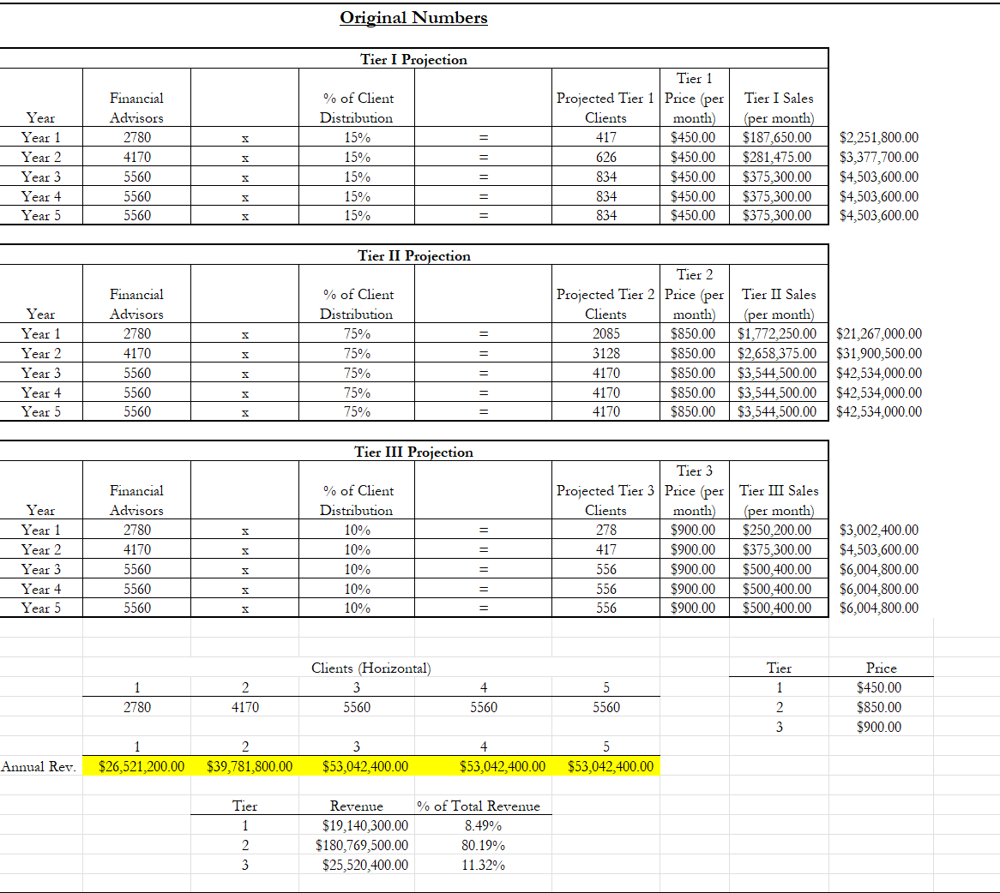 Original Numbers
Tier I Projection
Tier 1
Financial % of Client Projected Tier 1 Price (per Tier I Sales
Year Advisors Distribution Clients month) (per month)
Year 1 2780 x 15% = 417 $450.00 $187,650.00 $2,251,800.00
Year 2 4170 x 15% = 626 $450.00 $281,475.00 $3,377,700.00
Year 3 5560 x 15% = 834 $450.00 $375,300.00 $4,503,600.00
Year 4 5560 x 15% = 834 $450.00 $375,300.00 $4,503,600.00
Year 5 5560 x 15% = 834 $450.00 $375,300.00 $4,503,600.00
Tier II Projection
Tier 2
Financial % of Client Projected Tier 2 Price (per Tier II Sales
Year Advisors Distribution Clients month) (per month)
Year 1 2780 x 75% = 2085 $850.00 $1,772,250.00 $21,267,000.00
Year 2 4170 x 75% = 3128 $850.00 $2,658,375.00 $31,900,500.00
Year 3 5560 x 75% = 4170 $850.00 $3,544,500.00 $42,534,000.00
Year 4 5560 x 75% = 4170 $850.00 $3,544,500.00 $42,534,000.00
Year 5 5560 x 75% = 4170 $850.00 $3,544,500.00 $42,534,000.00
Tier III Projection
Tier 3
Financial % of Client Projected Tier 3 Price (per Tier III Sales
Year Advisors Distribution Clients month) (per month)
Year 1 2780 x 10% = 278 $900.00 $250,200.00 $3,002,400.00
Year 2 4170 x 10% = 417 $900.00 $375,300.00 $4,503,600.00
Year 3 5560 x 10% = 556 $900.00 $500,400.00 $6,004,800.00
Year 4 5560 x 10% = 556 $900.00 $500,400.00 $6,004,800.00
Year 5 5560 x 10% = 556 $900.00 $500,400.00 $6,004,800.00
Clients (Horizontal) Tier Price
1 2 3 4 5 1 $450.00
2780 4170 5560 5560 5560 2 $850.00
3 $900.00
1 2 3 4 5
Annual Rev. $26,521,200.00 $39,781,800.00 $53,042,400.00 $53,042,400.00 $53,042,400.00
Tier Revenue % of Total Revenue
1 $19,140,300.00 8.49%
2 $180,769,500.00 80.19%
3 $25,520,400.00 11.32%